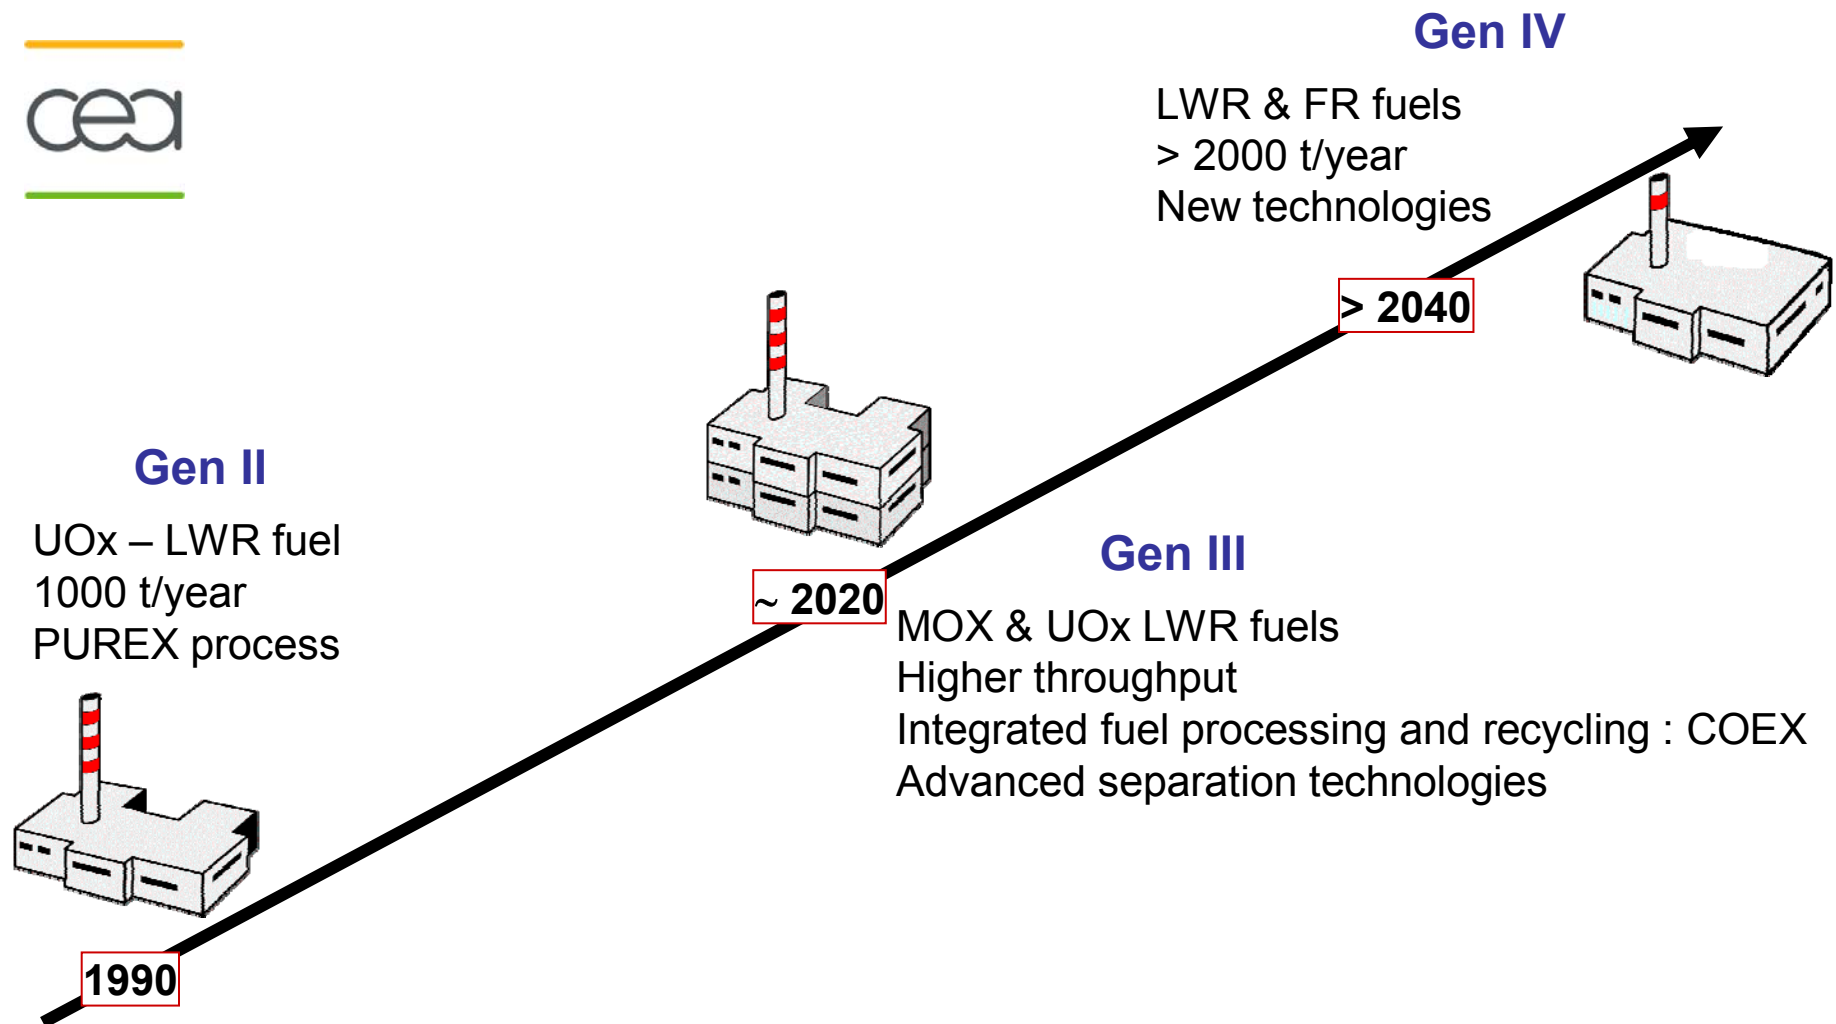 cea
Gen IV
LWR & FR fuels
> 2000 t/year
New technologies
> 2040
Gen II
UOx – LWR fuel
1000 t/year
PUREX process
~ 2020
Gen III
MOX & UOx LWR fuels
Higher throughput
Integrated fuel processing and recycling : COEX
Advanced separation technologies
1990